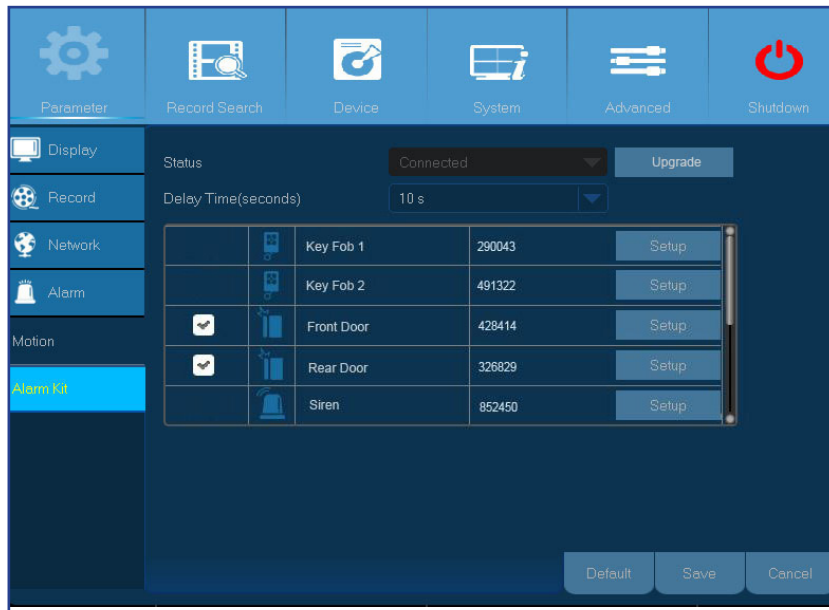 Parameter
Record Search
Device
System
Advanced
Shutdown
Display
Record
Network
Alarm
Motion
Alarm Kit
Status Connected Upgrade
Delay Time(seconds) 10 s
Key Fob 1 290043 Setup
Key Fob 2 491322 Setup
Front Door 428414 Setup
Rear Door 326829 Setup
Siren 852450 Setup
Default Save Cancel